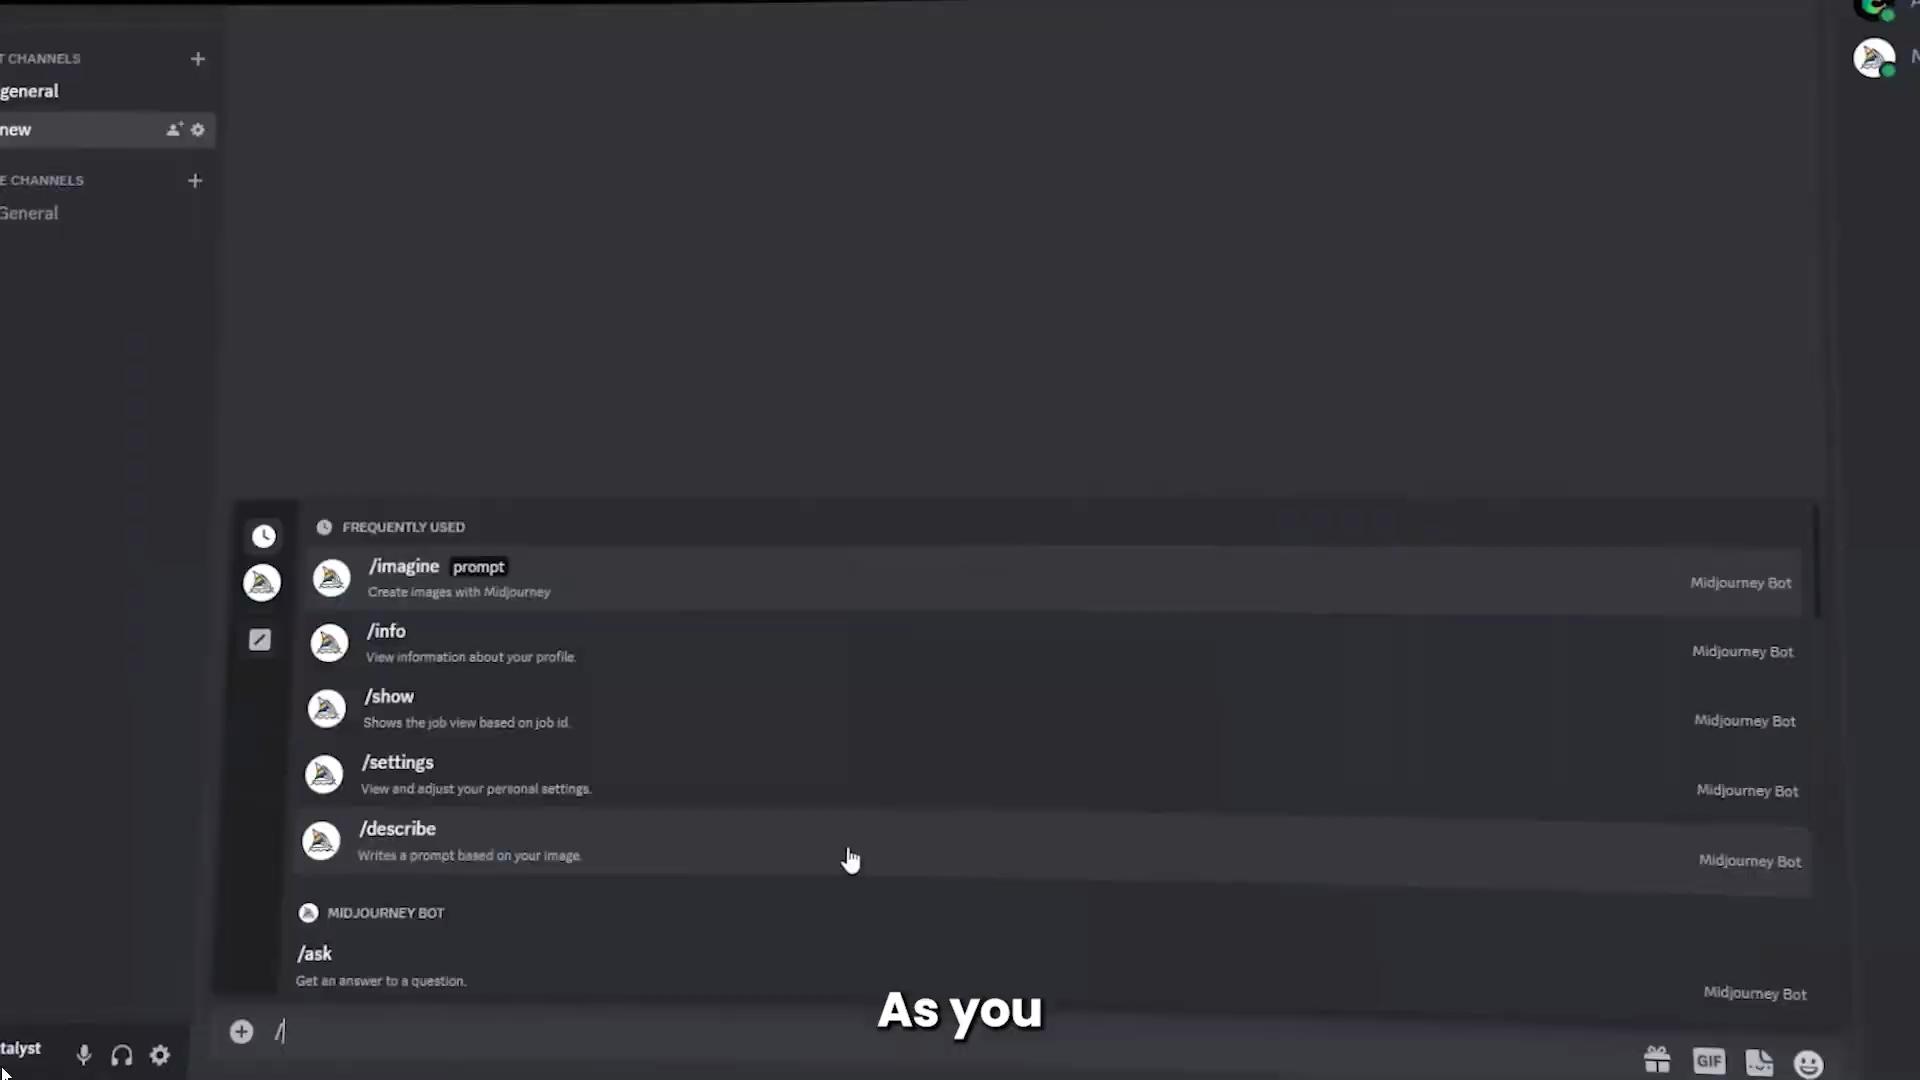 T CHANNELS
general
new
E CHANNELS
General
FREQUENTLY USED
/imagine prompt
Create images with Midjourney
Midjourney Bot
/info
View information about your profile.
Midjourney Bot
/show
Shows the job view based on job id.
Midjourney Bot
/settings
View and adjust your personal settings.
Midjourney Bot
/describe
Writes a prompt based on your image.
Midjourney Bot
MIDJOURNEY BOT
/ask
Get an answer to a question.
Midjourney Bot
As you
/
talyst
GIF